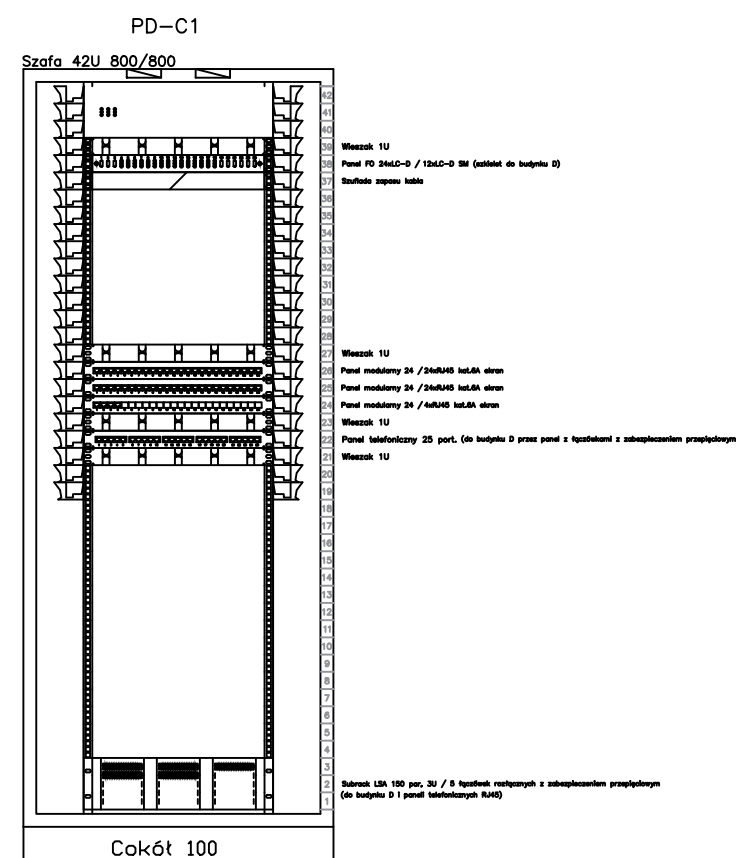 PD-C1
Szafa 42U 800/800
42
41
40
39 Wieszak 1U
38 Panel FO 24xLC-D / 12xLC-D SM (szkielet do budynku D)
37 Szuflada zapasu kabla
36
35
34
33
32
31
30
29
28
27 Wieszak 1U
26 Panel modularny 24 /24xRJ45 kat.6A ekran
25 Panel modularny 24 /24xRJ45 kat.6A ekran
24 Panel modularny 24 /4xRJ45 kat.6A ekran
23 Wieszak 1U
22 Panel telefoniczny 25 port. (do budynku D przez panel z łączówkami z zabezpieczeniem przepięciowym
21 Wieszak 1U
20
19
18
17
16
15
14
13
12
11
10
9
8
7
6
5
4
3
2 Subrack LSA 150 par, 3U / 5 łączówek rozłącznych z zabezpieczeniem przepięciowym
1 (do budynku D i paneli telefonicznych RJ45)
Cokół 100